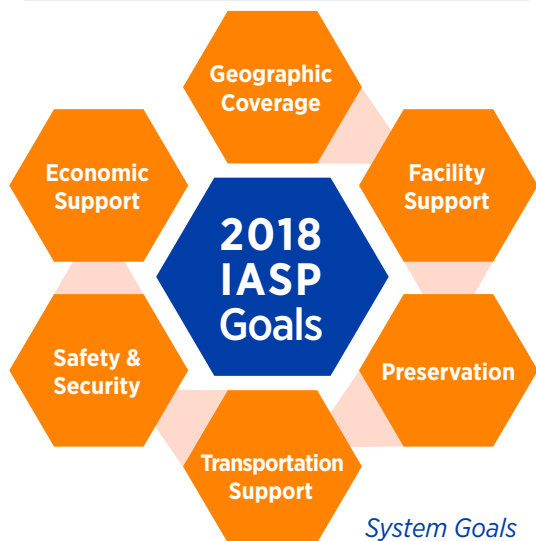 Geographic
Coverage
Economic
Support
Facility
Support
2018
IASP
Goals
Safety &
Security
Preservation
Transportation
Support
System Goals